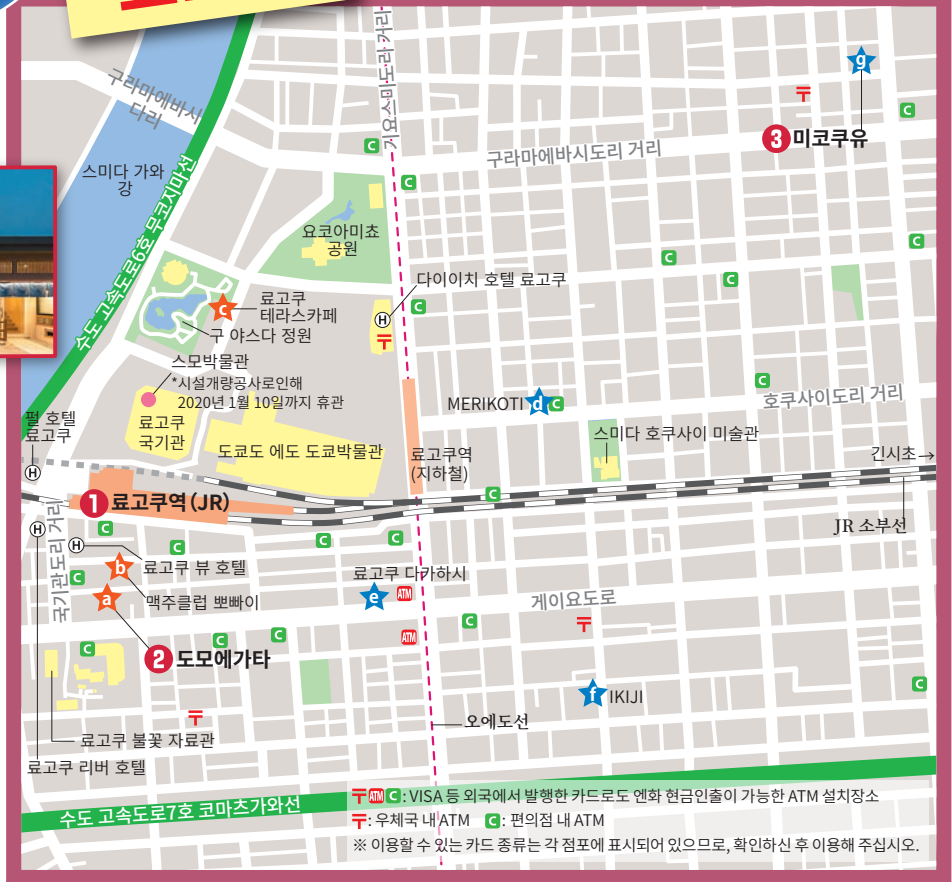 구라마에바시
다리
스미다 가와
강
수도 고속도로6호 무코지마선
기요스미도리 거리
g
3 미코쿠유
구라마에바시도리 거리
요코아미초
공원
다이이치 호텔 료고쿠
H
c
료고쿠
테라스카페
구 야스다 정원
스모박물관
*시설개량공사로인해
2020년 1월 10일까지 휴관
료고쿠
국기관
도쿄도 에도 도쿄박물관
MERIKOTI
d
호쿠사이도리 거리
스미다 호쿠사이 미술관
펄 호텔
료고쿠
H
료고쿠역
(지하철)
긴시초→
1 료고쿠역(JR)
JR 소부선
국기관도리 거리
H
H
b
료고쿠 뷰 호텔
a
맥주클럽 뽀빠이
료고쿠 다카하시
e
ATM
ATM
게이요도로
2 도모에가타
f
IKIJI
오에도선
료고쿠 불꽃 자료관
료고쿠 리버 호텔
수도 고속도로7호 코마츠가와선
〒 ATM C : VISA 등 외국에서 발행한 카드로도 엔화 현금인출이 가능한 ATM 설치장소
〒: 우체국 내 ATM C : 편의점 내 ATM
※ 이용할 수 있는 카드 종류는 각 점포에 표시되어 있으므로, 확인하신 후 이용해 주십시오.